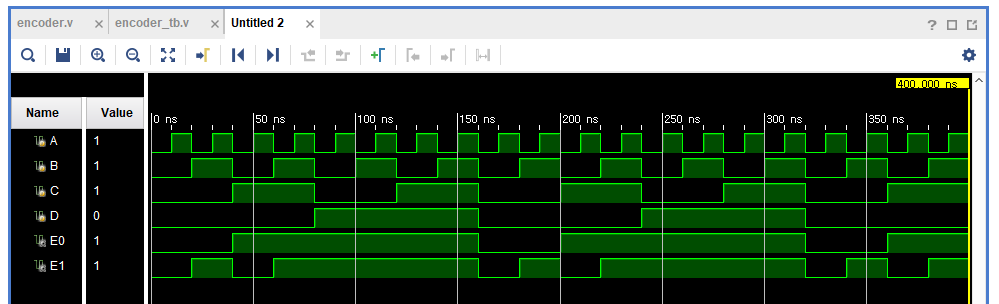 encoder.v × encoder_tb.v × Untitled 2 × ?
400.000 ns
Name Value
0 ns 50 ns 100 ns 150 ns 200 ns 250 ns 300 ns 350 ns
A 1
B 1
C 1
D 0
E0 1
E1 1